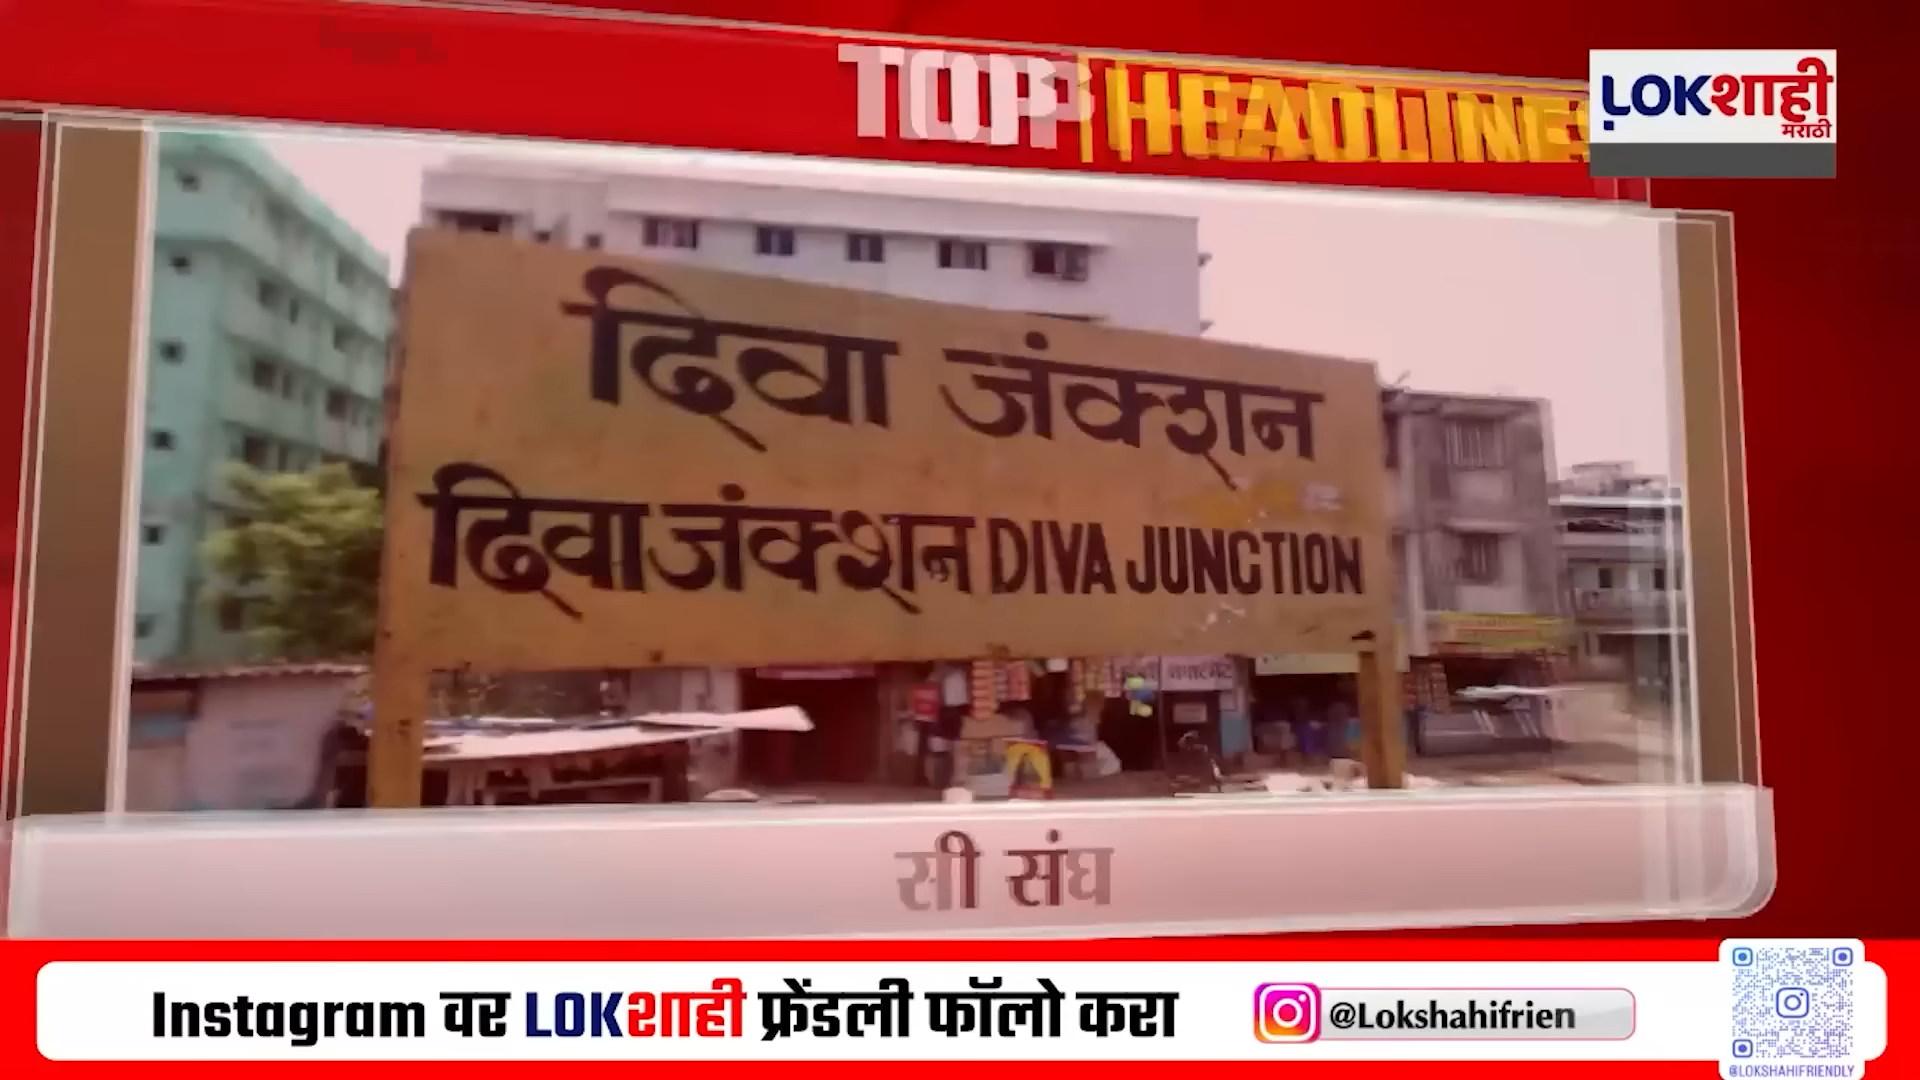 TOP HEADLINES
LOKशाही
मराठी
दिवा जंक्शन
दिवा जंक्शन DIVA JUNCTION
सी संघ
Instagram वर LOKशाही फ्रेंडली फॉलो करा
@Lokshahifrien
@LOKSHAHIFRIENDLY